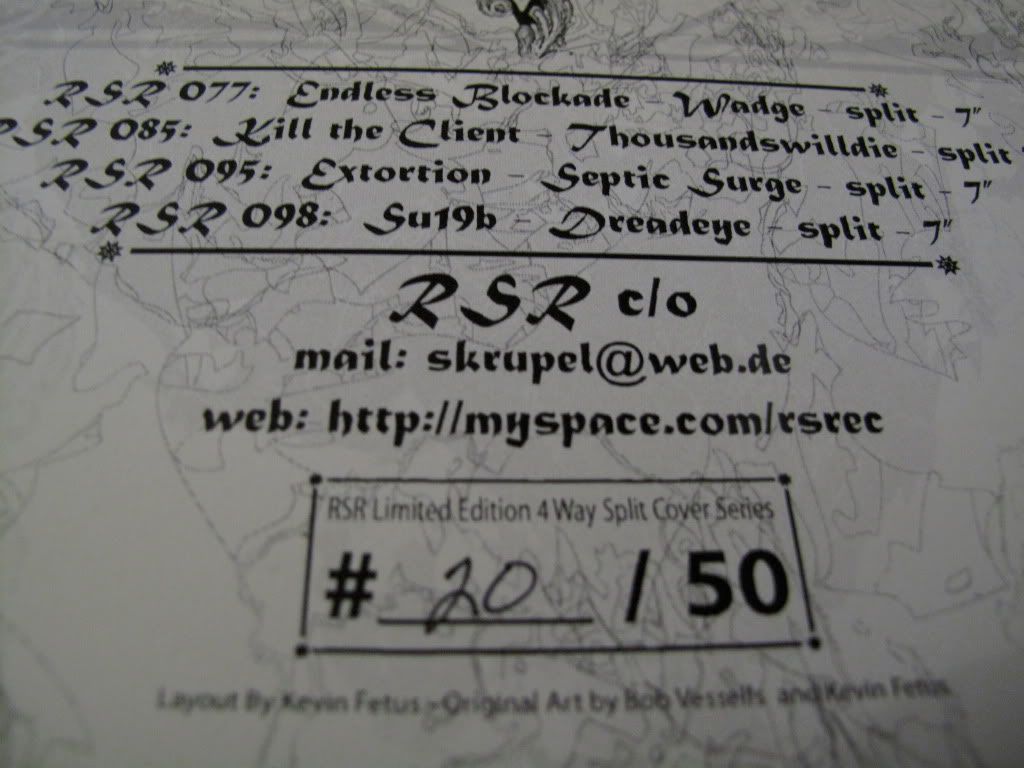 RSR 077: Endless Blockade - Wadge - split - 7"
RSR 085: Kill the Client - Thousandswilldie - split
RSR 095: Extortion - Septic Surge - split - 7"
RSR 098: Su19b - Dreadeye - split - 7"
RSR c/o
mail: skrupel@web.de
web: http://myspace.com/rsrec
RSR Limited Edition 4 Way Split Cover Series
# 20 / 50
Layout By Kevin Fetus - Original Art by Bob Vessells and Kevin Fetus